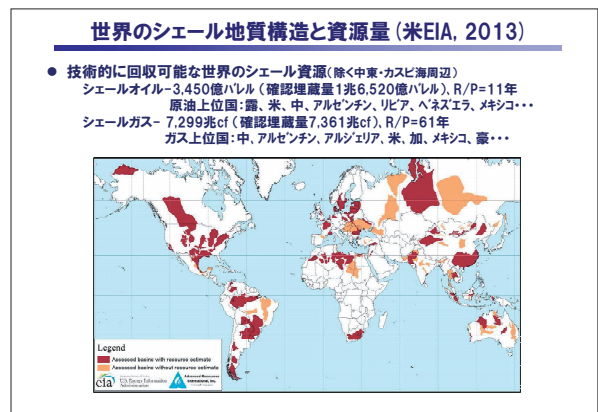 世界のシェール地質構造と資源量(米EIA, 2013)
● 技術的に回収可能な世界のシェール資源(除く中東・カスピ海周辺)
シェールオイル-3,450億バレル(確認埋蔵量1兆6,520億バレル)、R/P=11年
原油上位国:露、米、中、アルゼンチン、リビア、ベネズエラ、メキシコ・・・
シェールガス- 7,299兆cf(確認埋蔵量7,361兆cf)、R/P=61年
ガス上位国:中、アルゼンチン、アルジェリア、米、加、メキシコ、豪・・・
Legend
Assessed basins with resource estimate
Assessed basins without resource estimate
eia
U.S. Energy Information
Administration
Advanced Resources